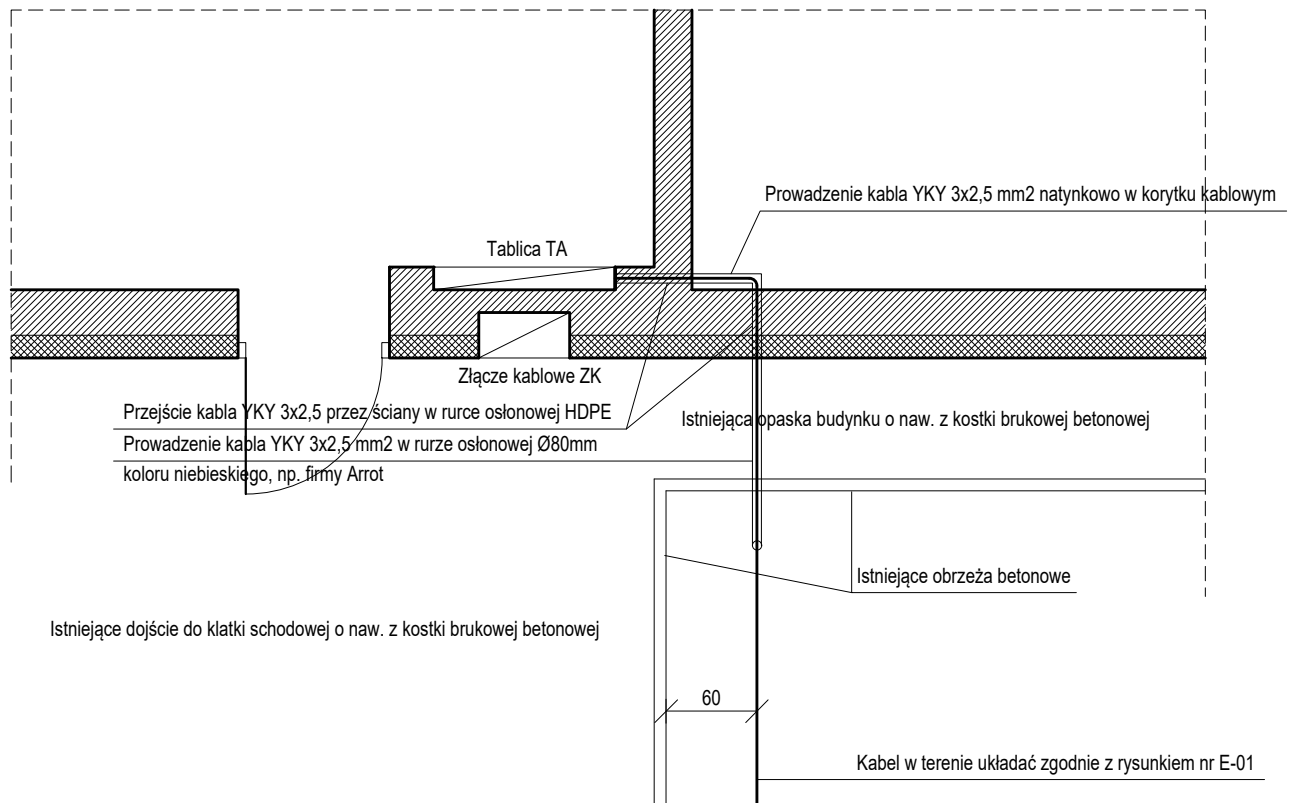 Prowadzenie kabla YKY 3x2,5 mm2 natynkowo w korytku kablowym
Tablica TA
Złącze kablowe ZK
Przejście kabla YKY 3x2,5 przez ściany w rurce osłonowej HDPE
Istniejąca opaska budynku o naw. z kostki brukowej betonowej
Prowadzenie kabla YKY 3x2,5 mm2 w rurze osłonowej Ø80mm
koloru niebieskiego, np. firmy Arrot
Istniejące obrzeża betonowe
Istniejące dojście do klatki schodowej o naw. z kostki brukowej betonowej
60
Kabel w terenie układać zgodnie z rysunkiem nr E-01